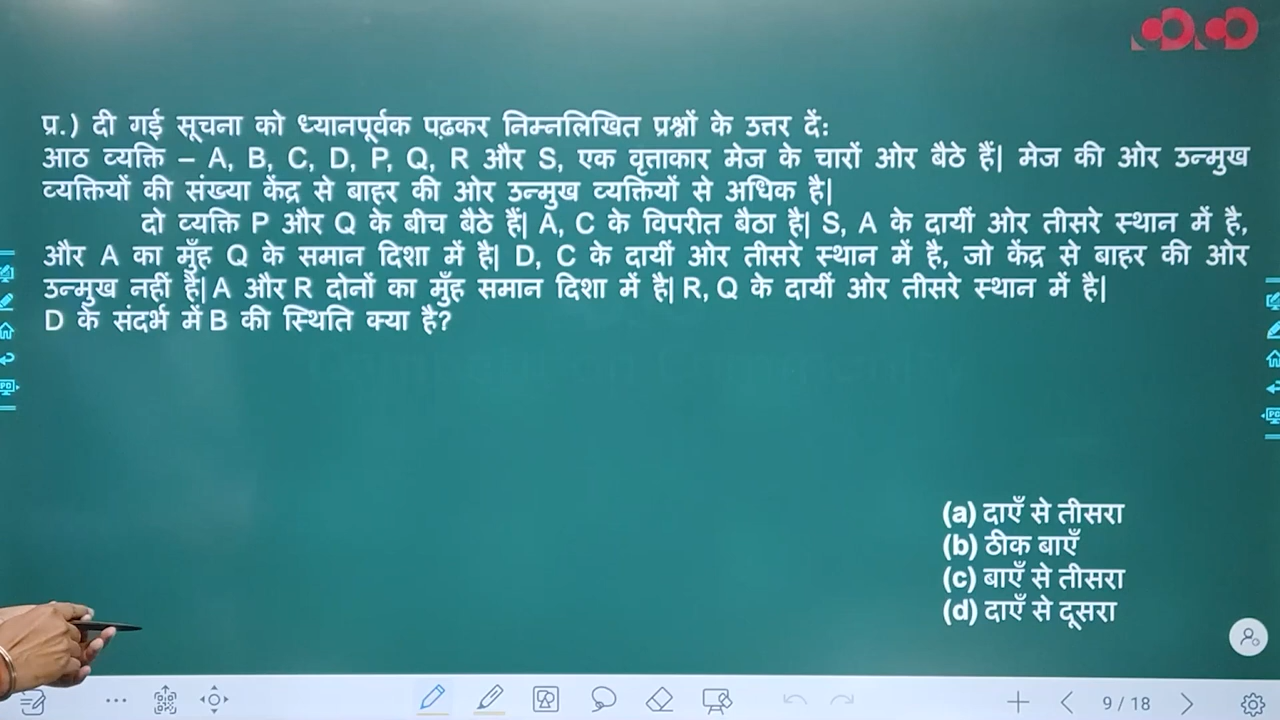 प्र.) दी गई सूचना को ध्यानपूर्वक पढ़कर निम्नलिखित प्रश्नों के उत्तर दें:
आठ व्यक्ति – A, B, C, D, P, Q, R और S, एक वृत्ताकार मेज के चारों ओर बैठे हैं| मेज की ओर उन्मुख
व्यक्तियों की संख्या केंद्र से बाहर की ओर उन्मुख व्यक्तियों से अधिक है|
दो व्यक्ति P और Q के बीच बैठे हैं| A, C के विपरीत बैठा है| S, A के दायीं ओर तीसरे स्थान में है,
और A का मुँह Q के समान दिशा में है| D, C के दायीं ओर तीसरे स्थान में है, जो केंद्र से बाहर की ओर
उन्मुख नहीं है| A और R दोनों का मुँह समान दिशा में है| R, Q के दायीं ओर तीसरे स्थान में है|
D के संदर्भ में B की स्थिति क्या है?
(a) दाएँ से तीसरा
(b) ठीक बाएँ
(c) बाएँ से तीसरा
(d) दाएँ से दूसरा
9 / 18